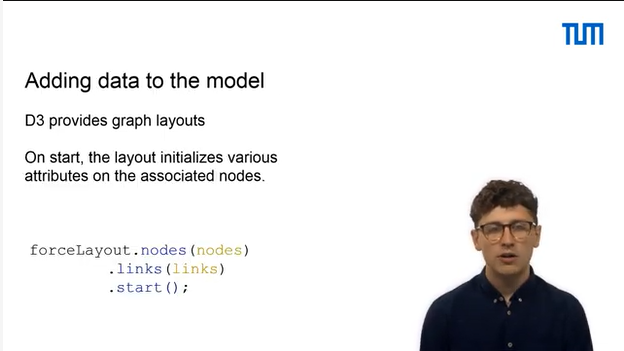 TUM
Adding data to the model
D3 provides graph layouts
On start, the layout initializes various
attributes on the associated nodes.
forceLayout.nodes(nodes)
.links(links)
.start();